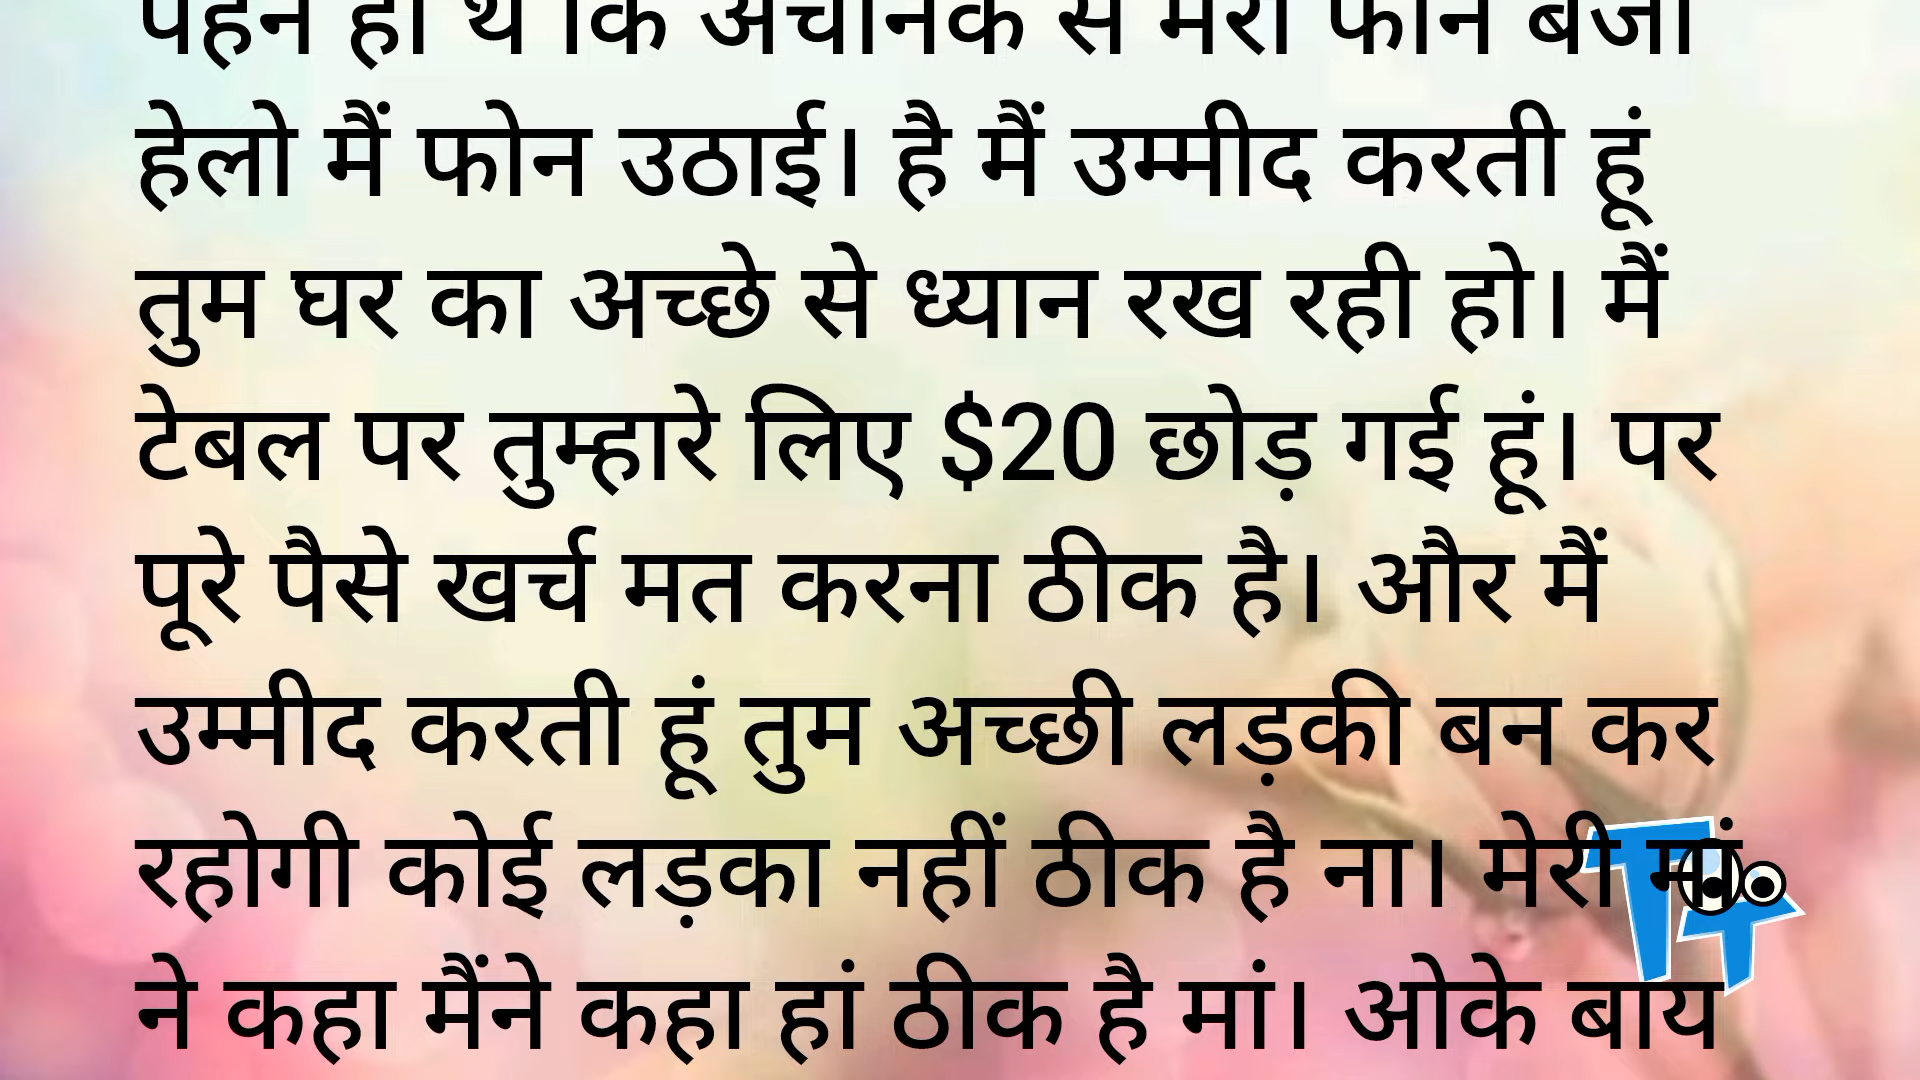 पहने ही थे कि अचानक से मेरा फोन बजा
हेलो मैं फोन उठाई। है मैं उम्मीद करती हूं
तुम घर का अच्छे से ध्यान रख रही हो। मैं
टेबल पर तुम्हारे लिए $20 छोड़ गई हूं। पर
पूरे पैसे खर्च मत करना ठीक है। और मैं
उम्मीद करती हूं तुम अच्छी लड़की बन कर
रहोगी कोई लड़का नहीं ठीक है ना। मेरी मां
ने कहा मैंने कहा हां ठीक है मां। ओके बाय